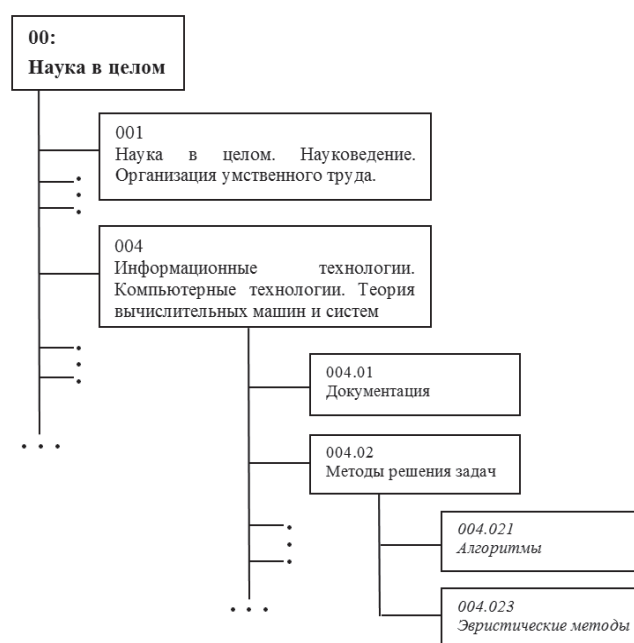 00:
Наука в целом
001
Наука в целом. Науковедение.
Организация умственного труда.
004
Информационные технологии.
Компьютерные технологии. Теория
вычислительных машин и систем
004.01
Документация
004.02
Методы решения задач
004.021
Алгоритмы
004.023
Эвристические методы